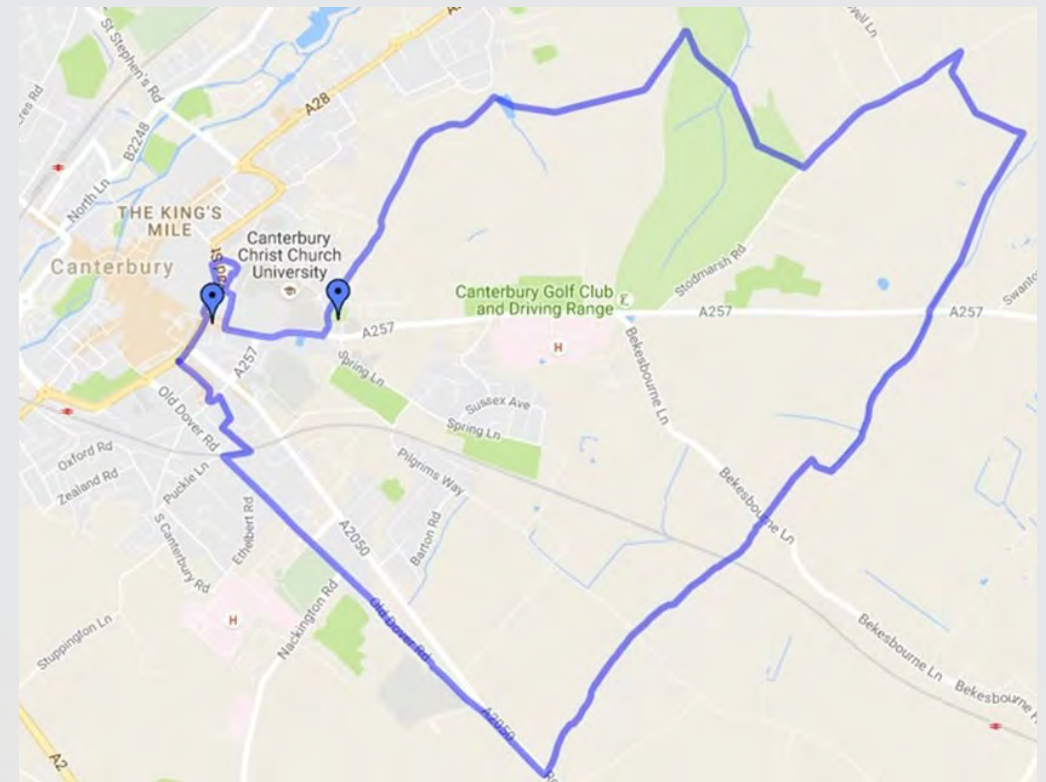 St Stephen's Rd
B2248
North Ln
A28
THE KING'S
MILE
Canterbury
Canterbury
Christ Church
University
Canterbury Golf Club
and Driving Range
Stodmarsh Rd
A257
A257
A257
A257
H
Spring Ln
Sussex Ave
Spring Ln
Old Dover Rd
Oxford Rd
Zealand Rd
Puckle Ln
S Canterbury Rd
Ethelbert Rd
Pilgrims Way
Barton Rd
A2050
Bekesbourne Ln
Bekesbourne Ln
Bekesbourne Ln
Bekesbourne
H
Nackington Rd
Stuppington Ln
Old Dover Rd
A2050
A2